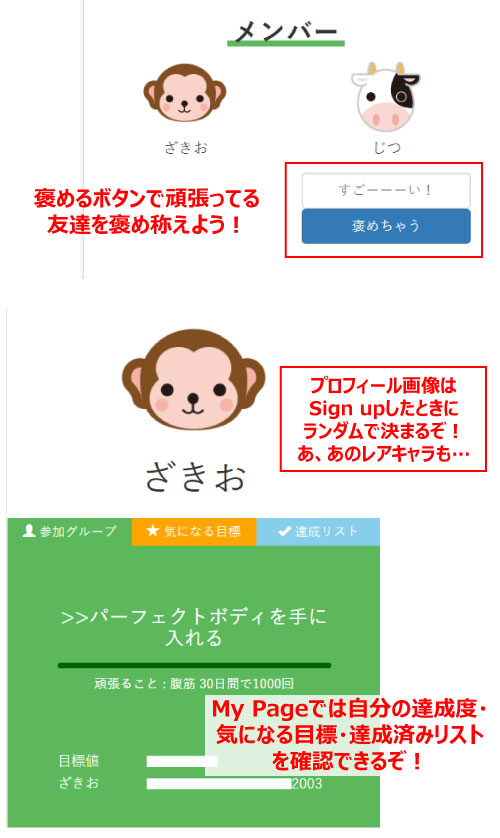 メンバー
ざきお
じつ
すごーーーい！
褒めちゃう
褒めるボタンで頑張ってる
友達を褒め称えよう！
ざきお
プロフィール画像は
Sign upしたときに
ランダムで決まるぞ！
あ、あのレアキャラも…
参加グループ
気になる目標
達成リスト
>>パーフェクトボディを手に
入れる
頑張ること : 腹筋 30日間で1000回
My Pageでは自分の達成度・
気になる目標・達成済みリスト
を確認できるぞ！
目標値
ざきお 2003